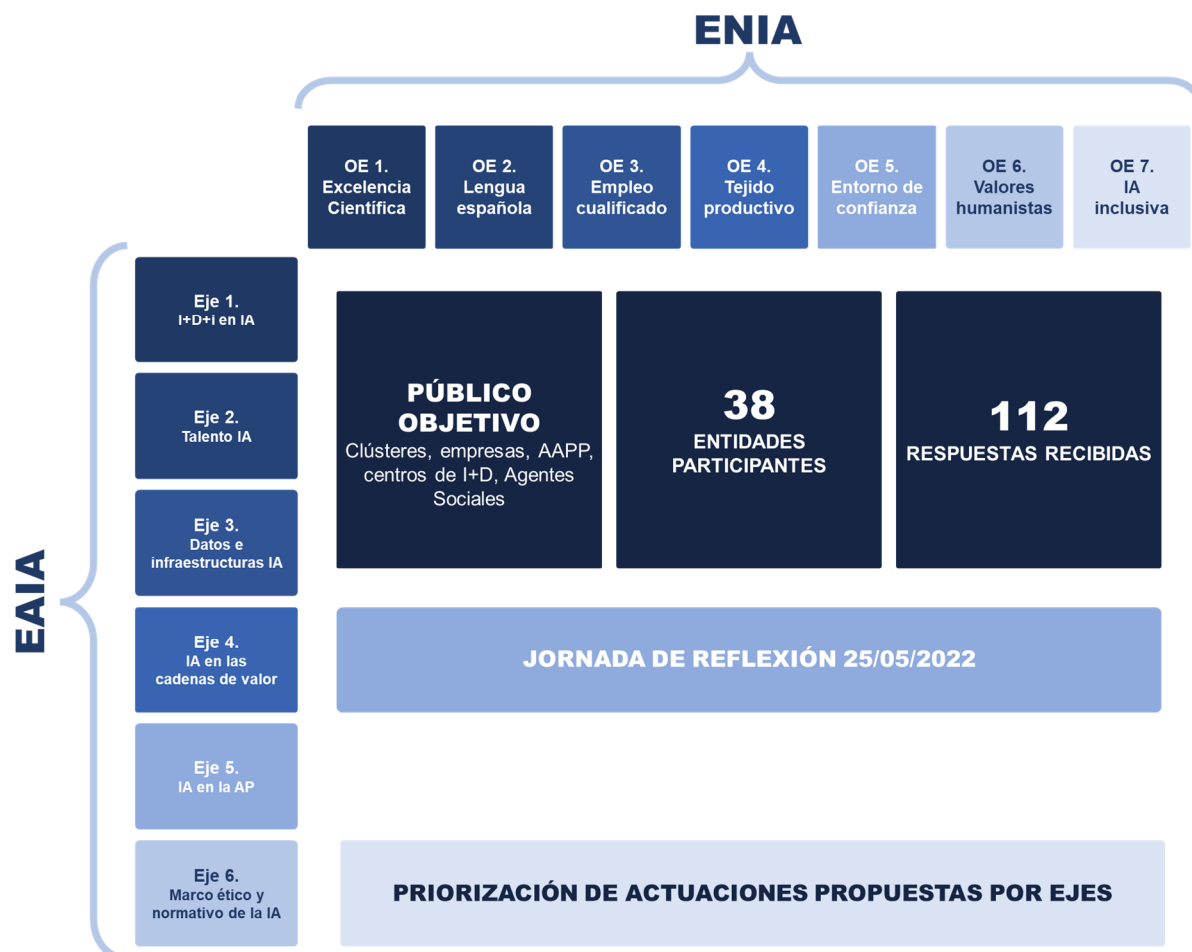 ENIA
OE 1.
Excelencia
Científica
OE 2.
Lengua
española
OE 3.
Empleo
cualificado
OE 4.
Tejido
productivo
OE 5.
Entorno de
confianza
OE 6.
Valores
humanistas
OE 7.
IA
inclusiva
EAIA
Eje 1.
I+D+i en IA
Eje 2.
Talento IA
Eje 3.
Datos e
infraestructuras IA
Eje 4.
IA en las
cadenas de valor
Eje 5.
IA en la AP
Eje 6.
Marco ético y
normativo de la IA
PÚBLICO
OBJETIVO
Clústeres, empresas, AAPP,
centros de I+D, Agentes
Sociales
38
ENTIDADES
PARTICIPANTES
112
RESPUESTAS RECIBIDAS
JORNADA DE REFLEXIÓN 25/05/2022
PRIORIZACIÓN DE ACTUACIONES PROPUESTAS POR EJES